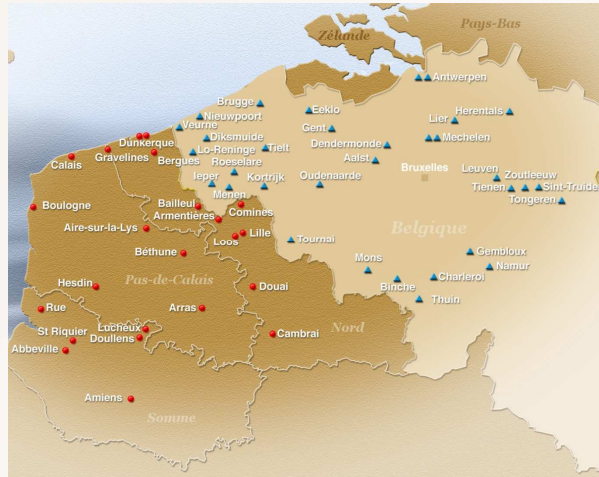 Pays-Bas
Zélande
Antwerpen
Brugge
Eeklo
Herentals
Nieuwpoort
Lier
Veurne
Gent
Dunkerque
Diksmuide
Mechelen
Dendermonde
Gravelines
Lo-Reninge
Tielt
Bergues
Aalst
Calais
Roeselare
Bruxelles
Leuven
Ieper
Kortrijk
Oudenaarde
Zoutleeuw
Menen
Tienen
Sint-Truide
Boulogne
Bailleul
Tongeren
Armentières
Comines
Aire-sur-la-Lys
Belgique
Loos
Lille
Tournai
Béthune
Gembloux
Mons
Namur
Pas-de-Calais
Charleroi
Hesdin
Douai
Binche
Thuin
Rue
Arras
St Riquier
Lucheux
Nord
Doullens
Cambrai
Abbeville
Amiens
Somme